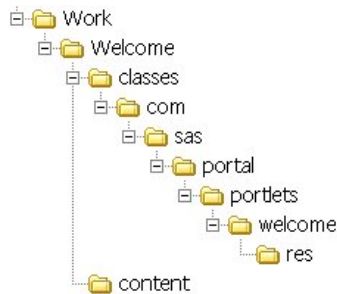 Work
Welcome
classes
com
sas
portal
portlets
welcome
res
content